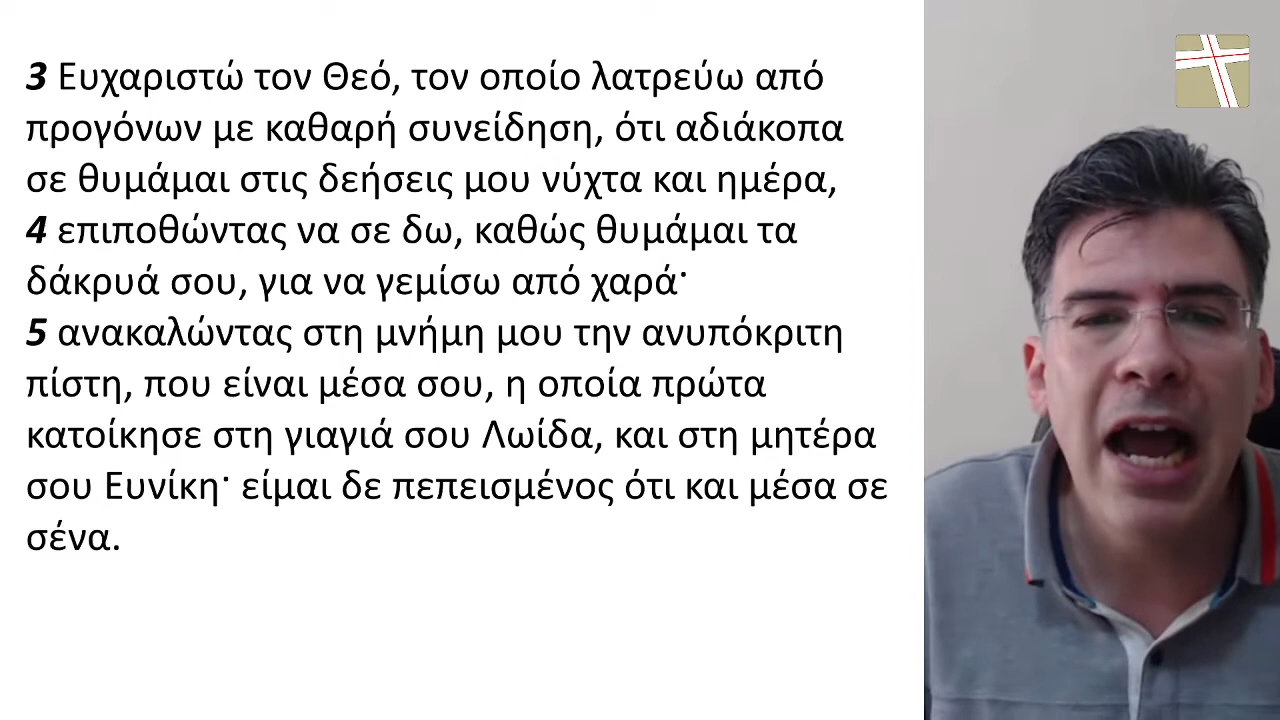 3 Ευχαριστώ τον Θεό, τον οποίο λατρεύω από
προγόνων με καθαρή συνείδηση, ότι αδιάκοπα
σε θυμάμαι στις δεήσεις μου νύχτα και ημέρα,
4 επιποθώντας να σε δω, καθώς θυμάμαι τα
δάκρυά σου, για να γεμίσω από χαρά·
5 ανακαλώντας στη μνήμη μου την ανυπόκριτη
πίστη, που είναι μέσα σου, η οποία πρώτα
κατοίκησε στη γιαγιά σου Λωίδα, και στη μητέρα
σου Ευνίκη· είμαι δε πεπεισμένος ότι και μέσα σε
σένα.